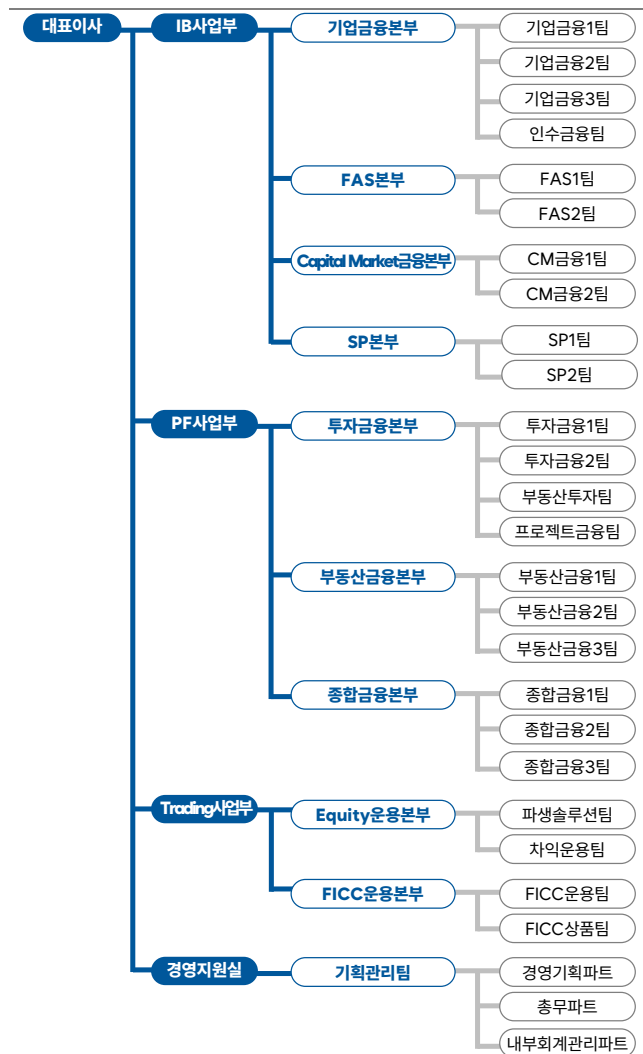 대표이사
IB사업부
기업금융본부
기업금융1팀
기업금융2팀
기업금융3팀
인수금융팀
FAS본부
FAS1팀
FAS2팀
Capital Market금융본부
CM금융1팀
CM금융2팀
SP본부
SP1팀
SP2팀
PF사업부
투자금융본부
투자금융1팀
투자금융2팀
부동산투자팀
프로젝트금융팀
부동산금융본부
부동산금융1팀
부동산금융2팀
부동산금융3팀
종합금융본부
종합금융1팀
종합금융2팀
종합금융3팀
Trading사업부
Equity운용본부
파생솔루션팀
차익운용팀
FICC운용본부
FICC운용팀
FICC상품팀
경영지원실
기획관리팀
경영기획파트
총무파트
내부회계관리파트